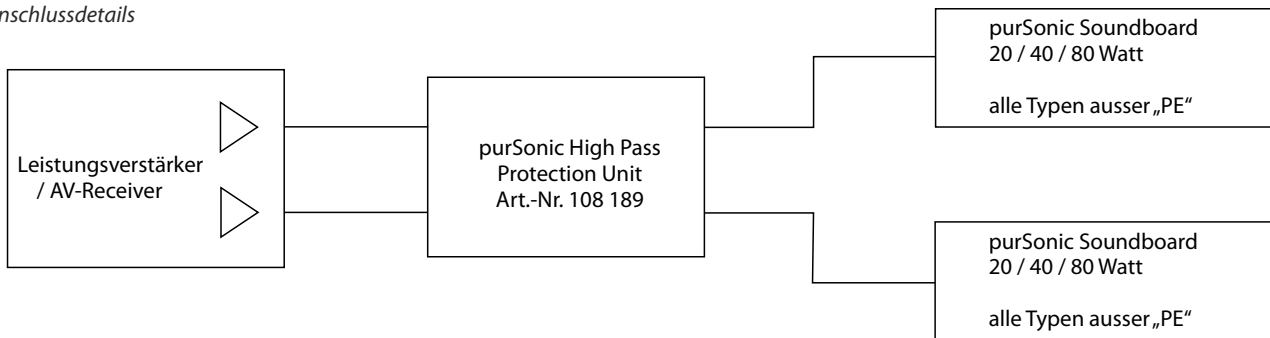 nschlussdetails
Leistungsverstärker
/ AV-Receiver
purSonic High Pass
Protection Unit
Art.-Nr. 108 189
purSonic Soundboard
20 / 40 / 80 Watt
alle Typen ausser „PE“
purSonic Soundboard
20 / 40 / 80 Watt
alle Typen ausser „PE“